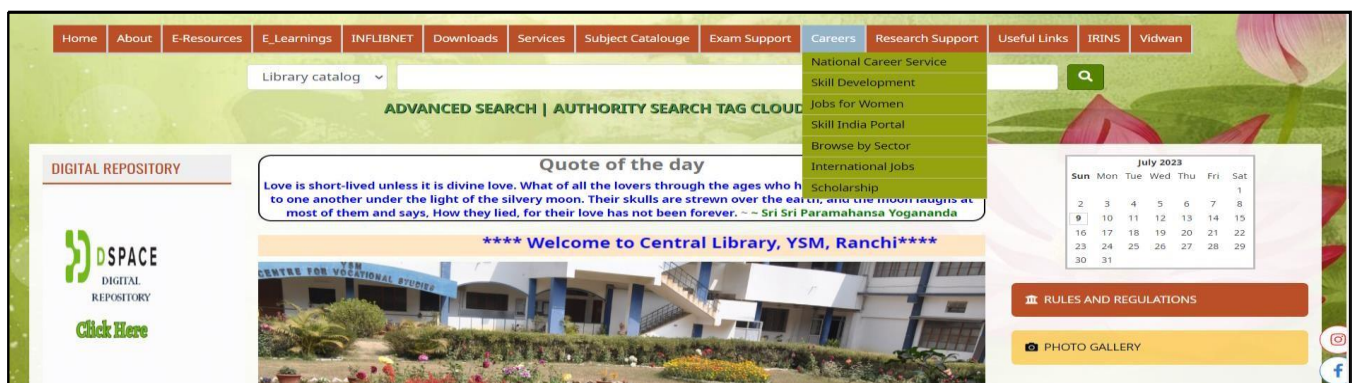 Home About E-Resources E_Learnings INFLIBNET Downloads Services Subject Catalouge Exam Support Careers Research Support Useful Links IRINS Vidwan
National Career Service
Skill Development
Jobs for Women
Skill India Portal
Browse by Sector
International Jobs
Scholarship
Library catalog
ADVANCED SEARCH | AUTHORITY SEARCH TAG CLOUD
DIGITAL REPOSITORY
DSPACE
DIGITAL
REPOSITORY
Click Here
Quote of the day
Love is short-lived unless it is divine love. What of all the lovers through the ages who
to one another under the light of the silvery moon. Their skulls are strewn over the earth, and the moon laughs at
most of them and says, How they lied, for their love has not been forever. ~ ~ Sri Sri Paramahansa Yogananda
**** Welcome to Central Library, YSM, Ranchi****
YSM
CENTRE FOR VOCATIONAL STUDIES
July 2023
Sun Mon Tue Wed Thu Fri Sat
1
2 3 4 5 6 7 8
9 10 11 12 13 14 15
16 17 18 19 20 21 22
23 24 25 26 27 28 29
30 31
RULES AND REGULATIONS
PHOTO GALLERY